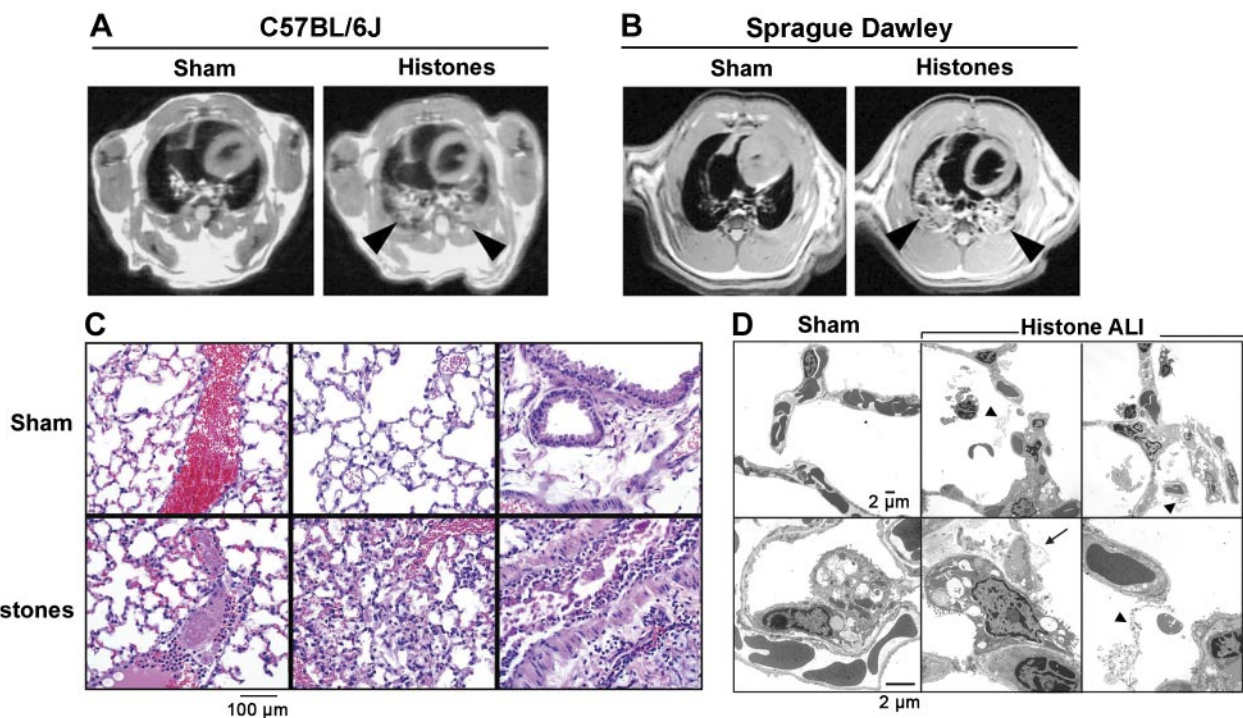 A
C57BL/6J
Sham
Histones
B
Sprague Dawley
Sham
Histones
C
Sham
stones
100 µm
D
Sham
Histone ALI
2 µm
2 µm